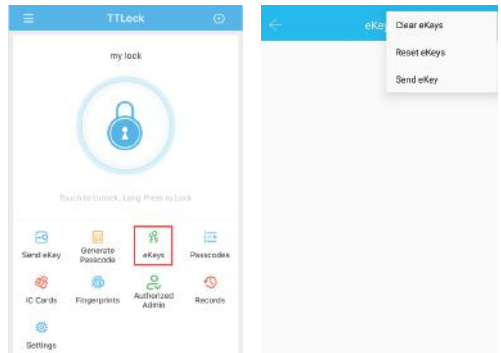 TTLock
my lock
Touch to Unlock, Long Press to Lock
Send eKey
Generate
Passcode
eKeys
Passcodes
IC Cards
Fingerprints
Authorized
Admin
Records
Settings
Clear eKeys
Reset eKeys
Send eKey